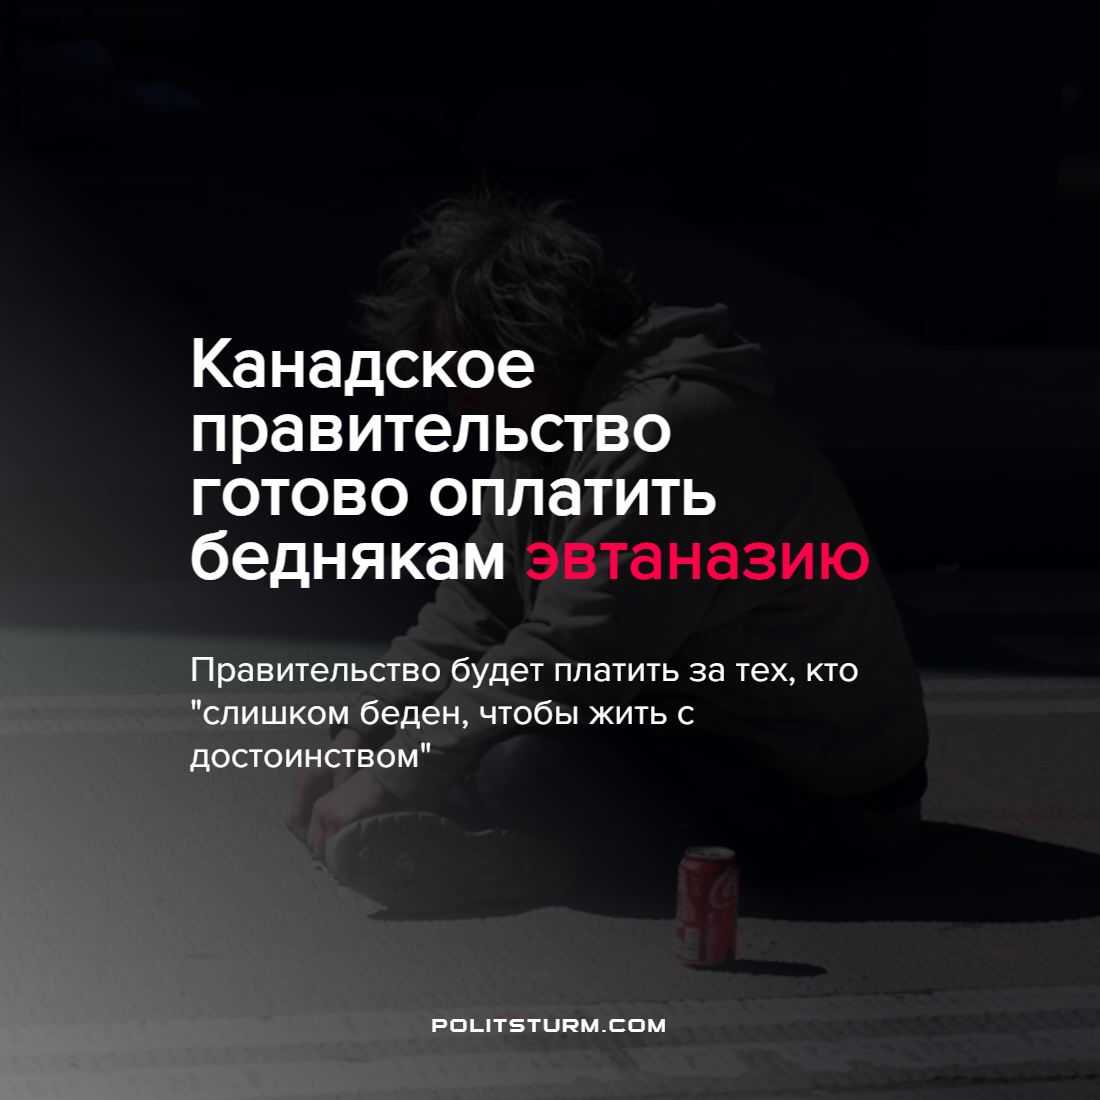 Канадское
правительство
готово оплатить
беднякам эвтаназию
Правительство будет платить за тех, кто
"слишком беден, чтобы жить с
достоинством"
POLITSTURM.COM